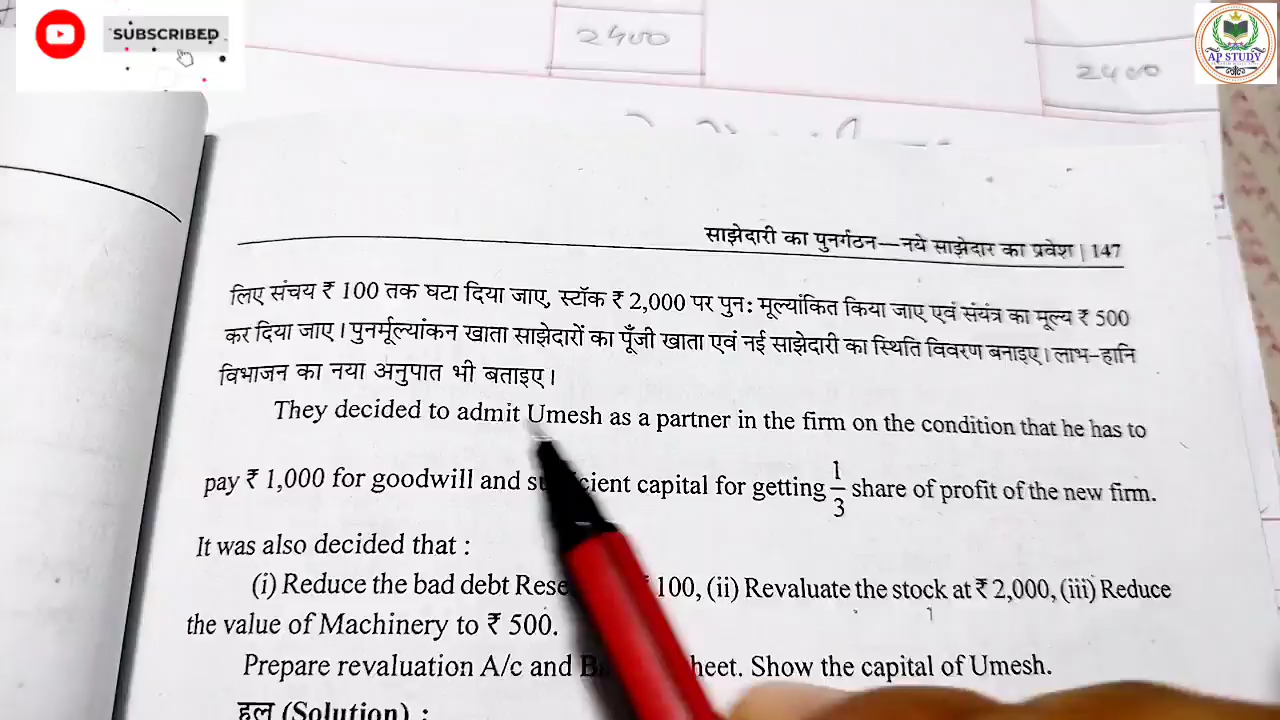 SUBSCRIBED
AP STUDY
2400
2400
साझेदारी का पुनर्गठन—नये साझेदार का प्रवेश | 147
लिए संचय ₹ 100 तक घटा दिया जाए, स्टॉक ₹ 2,000 पर पुन: मूल्यांकित किया जाए एवं संयंत्र का मूल्य ₹ 500
कर दिया जाए। पुनर्मूल्यांकन खाता साझेदारों का पूँजी खाता एवं नई साझेदारी का स्थिति विवरण बनाइए। लाभ-हानि
विभाजन का नया अनुपात भी बताइए।
They decided to admit Umesh as a partner in the firm on the condition that he has to
pay ₹ 1,000 for goodwill and capital for getting 1/3 share of profit of the new firm.
It was also decided that :
(i) Reduce the bad debt 100, (ii) Revaluate the stock at ₹ 2,000, (iii) Reduce
the value of Machinery to ₹ 500.
Prepare revaluation A/c and Show the capital of Umesh.
हल (Solution) :